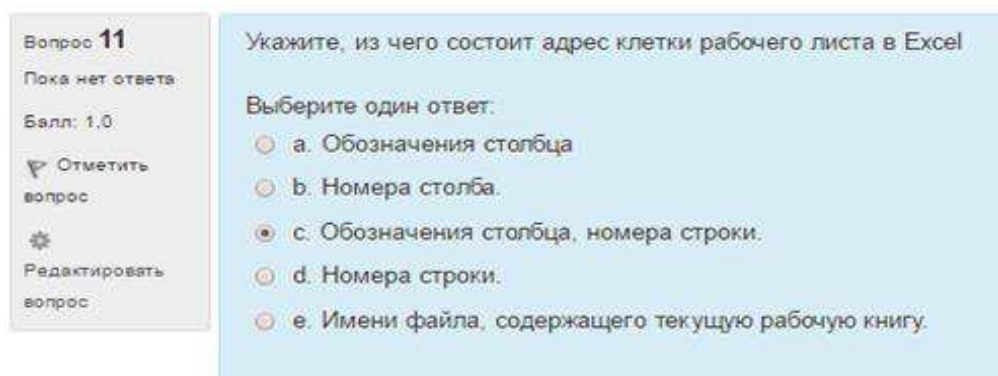 Вопрос 11
Пока нет ответа
Балл: 1,0
Отметить
вопрос
Редактировать
вопрос
Укажите, из чего состоит адрес клетки рабочего листа в Excel
Выберите один ответ:
a. Обозначения столбца
b. Номера столба.
c. Обозначения столбца, номера строки.
d. Номера строки.
e. Имени файла, содержащего текущую рабочую книгу.